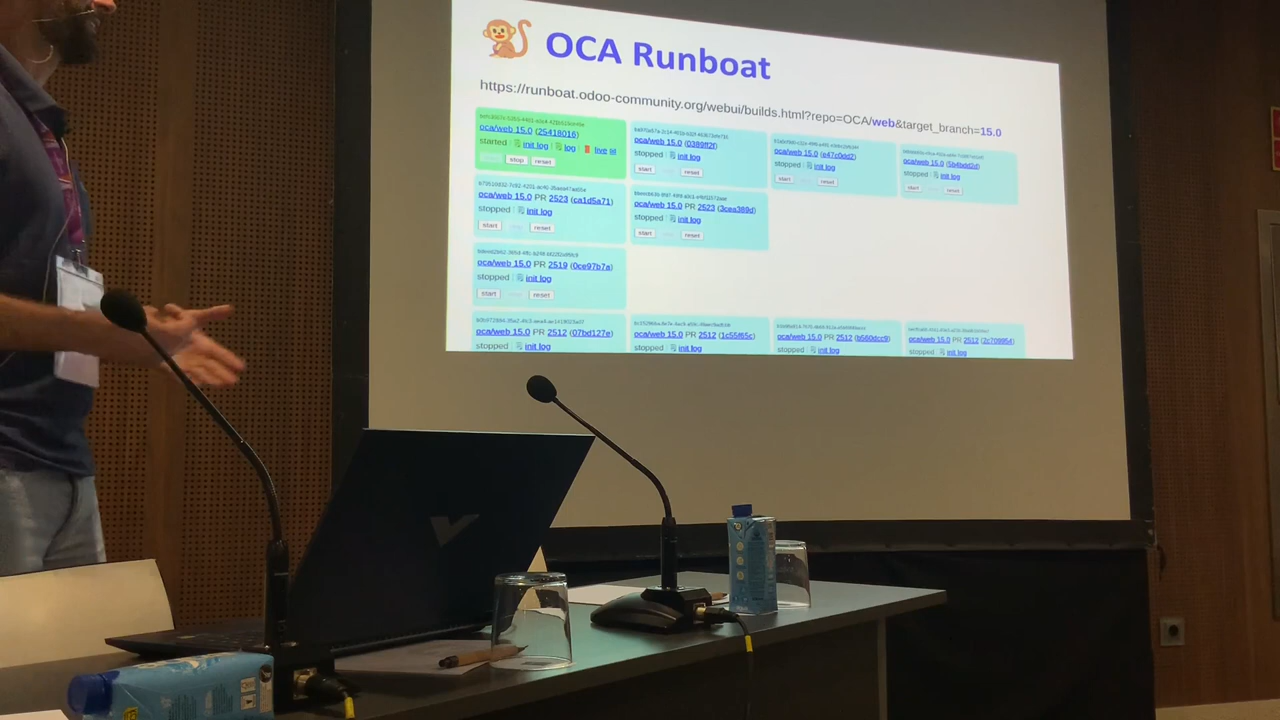 OCA Runboat
https://runboat.odoo-community.org/webui/builds.html?repo=OCA/web&target_branch=15.0
oca/web 15.0 (25418016)
started init log log live
stop reset
oca/web 15.0 (0389ff2f)
stopped init log
start reset
oca/web 15.0 (e47c0dd2)
stopped init log
start reset
oca/web 15.0 (5b4bdd2d)
stopped init log
start reset
oca/web 15.0 PR 2523 (ca1d5a71)
stopped init log
start reset
oca/web 15.0 PR 2523 (3cea389d)
stopped init log
start reset
oca/web 15.0 PR 2519 (0ce97b7a)
stopped init log
start reset
oca/web 15.0 PR 2512 (07bd127e)
stopped init log
oca/web 15.0 PR 2512 (1c55f65c)
stopped init log
oca/web 15.0 PR 2512 (b560dcc9)
stopped init log
oca/web 15.0 PR 2512 (2c709954)
stopped init log